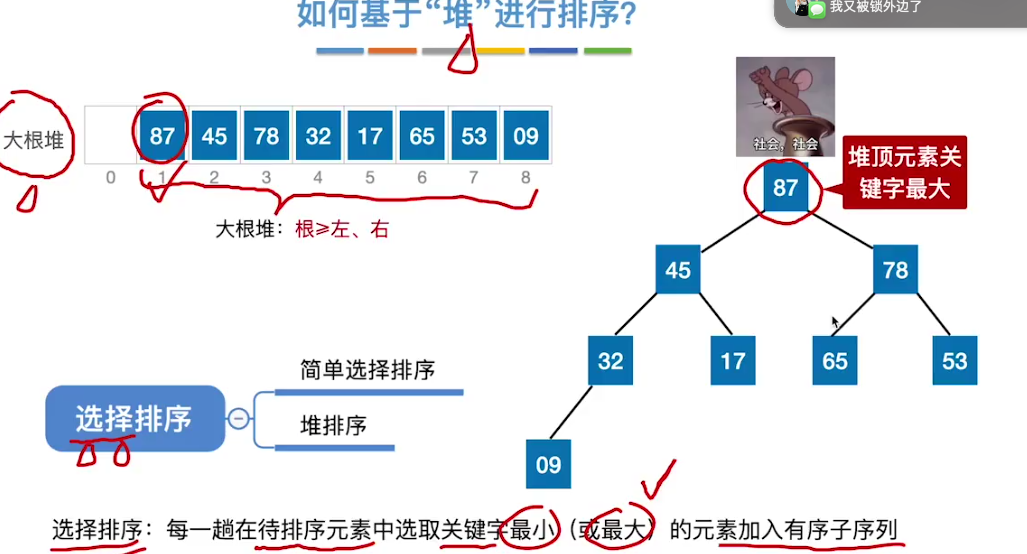 如何基于“堆”进行排序?
我又被锁外边了
大根堆
87 45 78 32 17 65 53 09
0 1 2 3 4 5 6 7 8
大根堆：根≥左、右
社会，社会
堆顶元素关
键字最大
87
45 78
32 17 65 53
09
简单选择排序
选择排序
堆排序
选择排序：每一趟在待排序元素中选取关键字最小（或最大）的元素加入有序子序列